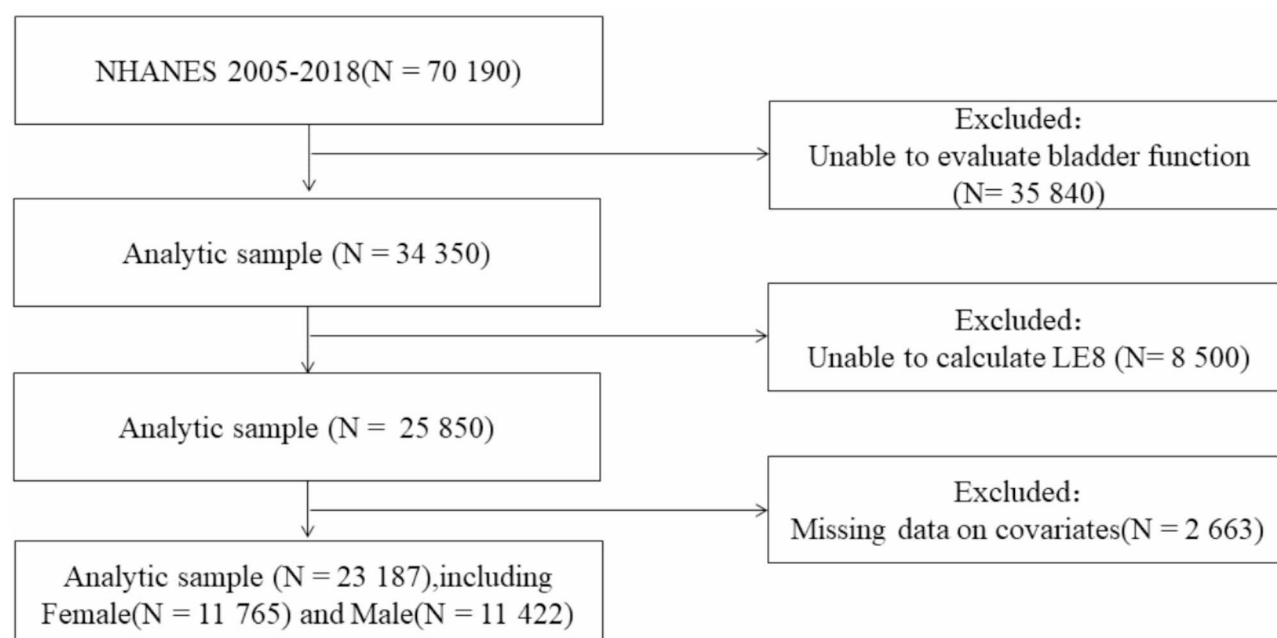 NHANES 2005-2018(N = 70 190)
Excluded：
Unable to evaluate bladder function
(N= 35 840)
Analytic sample (N = 34 350)
Excluded：
Unable to calculate LE8 (N= 8 500)
Analytic sample (N = 25 850)
Excluded：
Missing data on covariates(N = 2 663)
Analytic sample (N = 23 187),including
Female(N = 11 765) and Male(N = 11 422)